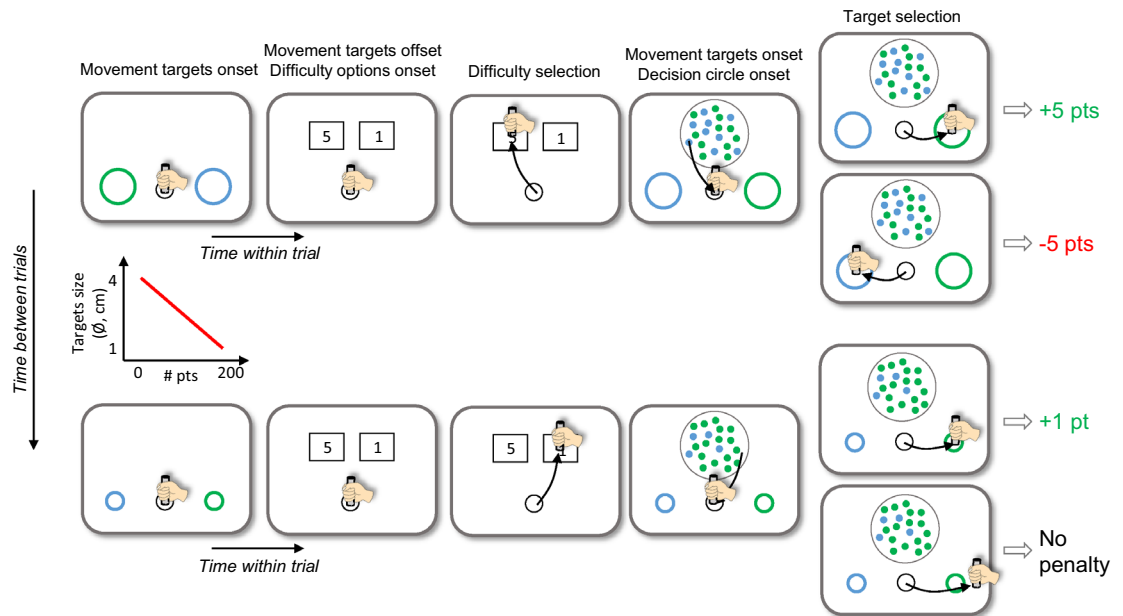 Target selection
Movement targets onset
Movement targets offset
Difficulty options onset
Difficulty selection
Movement targets onset
Decision circle onset
5 1
5 1
+5 pts
-5 pts
Time within trial
Time between trials
Targets size
(Ø, cm)
4
1
0 # pts 200
5 1
5 1
+1 pt
No
penalty
Time within trial